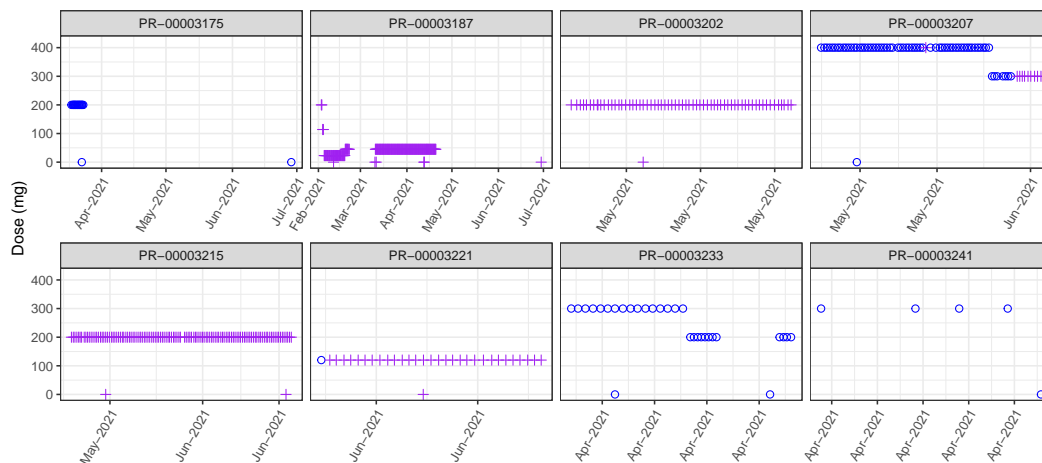 PR−00003175 PR−00003187 PR−00003202 PR−00003207
400
300
200
100
0
Apr−2021 May−2021 Jun−2021 Jul−2021 Feb−2021 Mar−2021 Apr−2021 May−2021 Jun−2021 Jul−2021 May−2021 May−2021 May−2021 May−2021 May−2021 Jun−2021
Dose (mg)
PR−00003215 PR−00003221 PR−00003233 PR−00003241
400
300
200
100
0
May−2021 Jun−2021 Jun−2021 Jun−2021 Jun−2021 Apr−2021 Apr−2021 Apr−2021 Apr−2021 Apr−2021 Apr−2021 Apr−2021 Apr−2021 Apr−2021